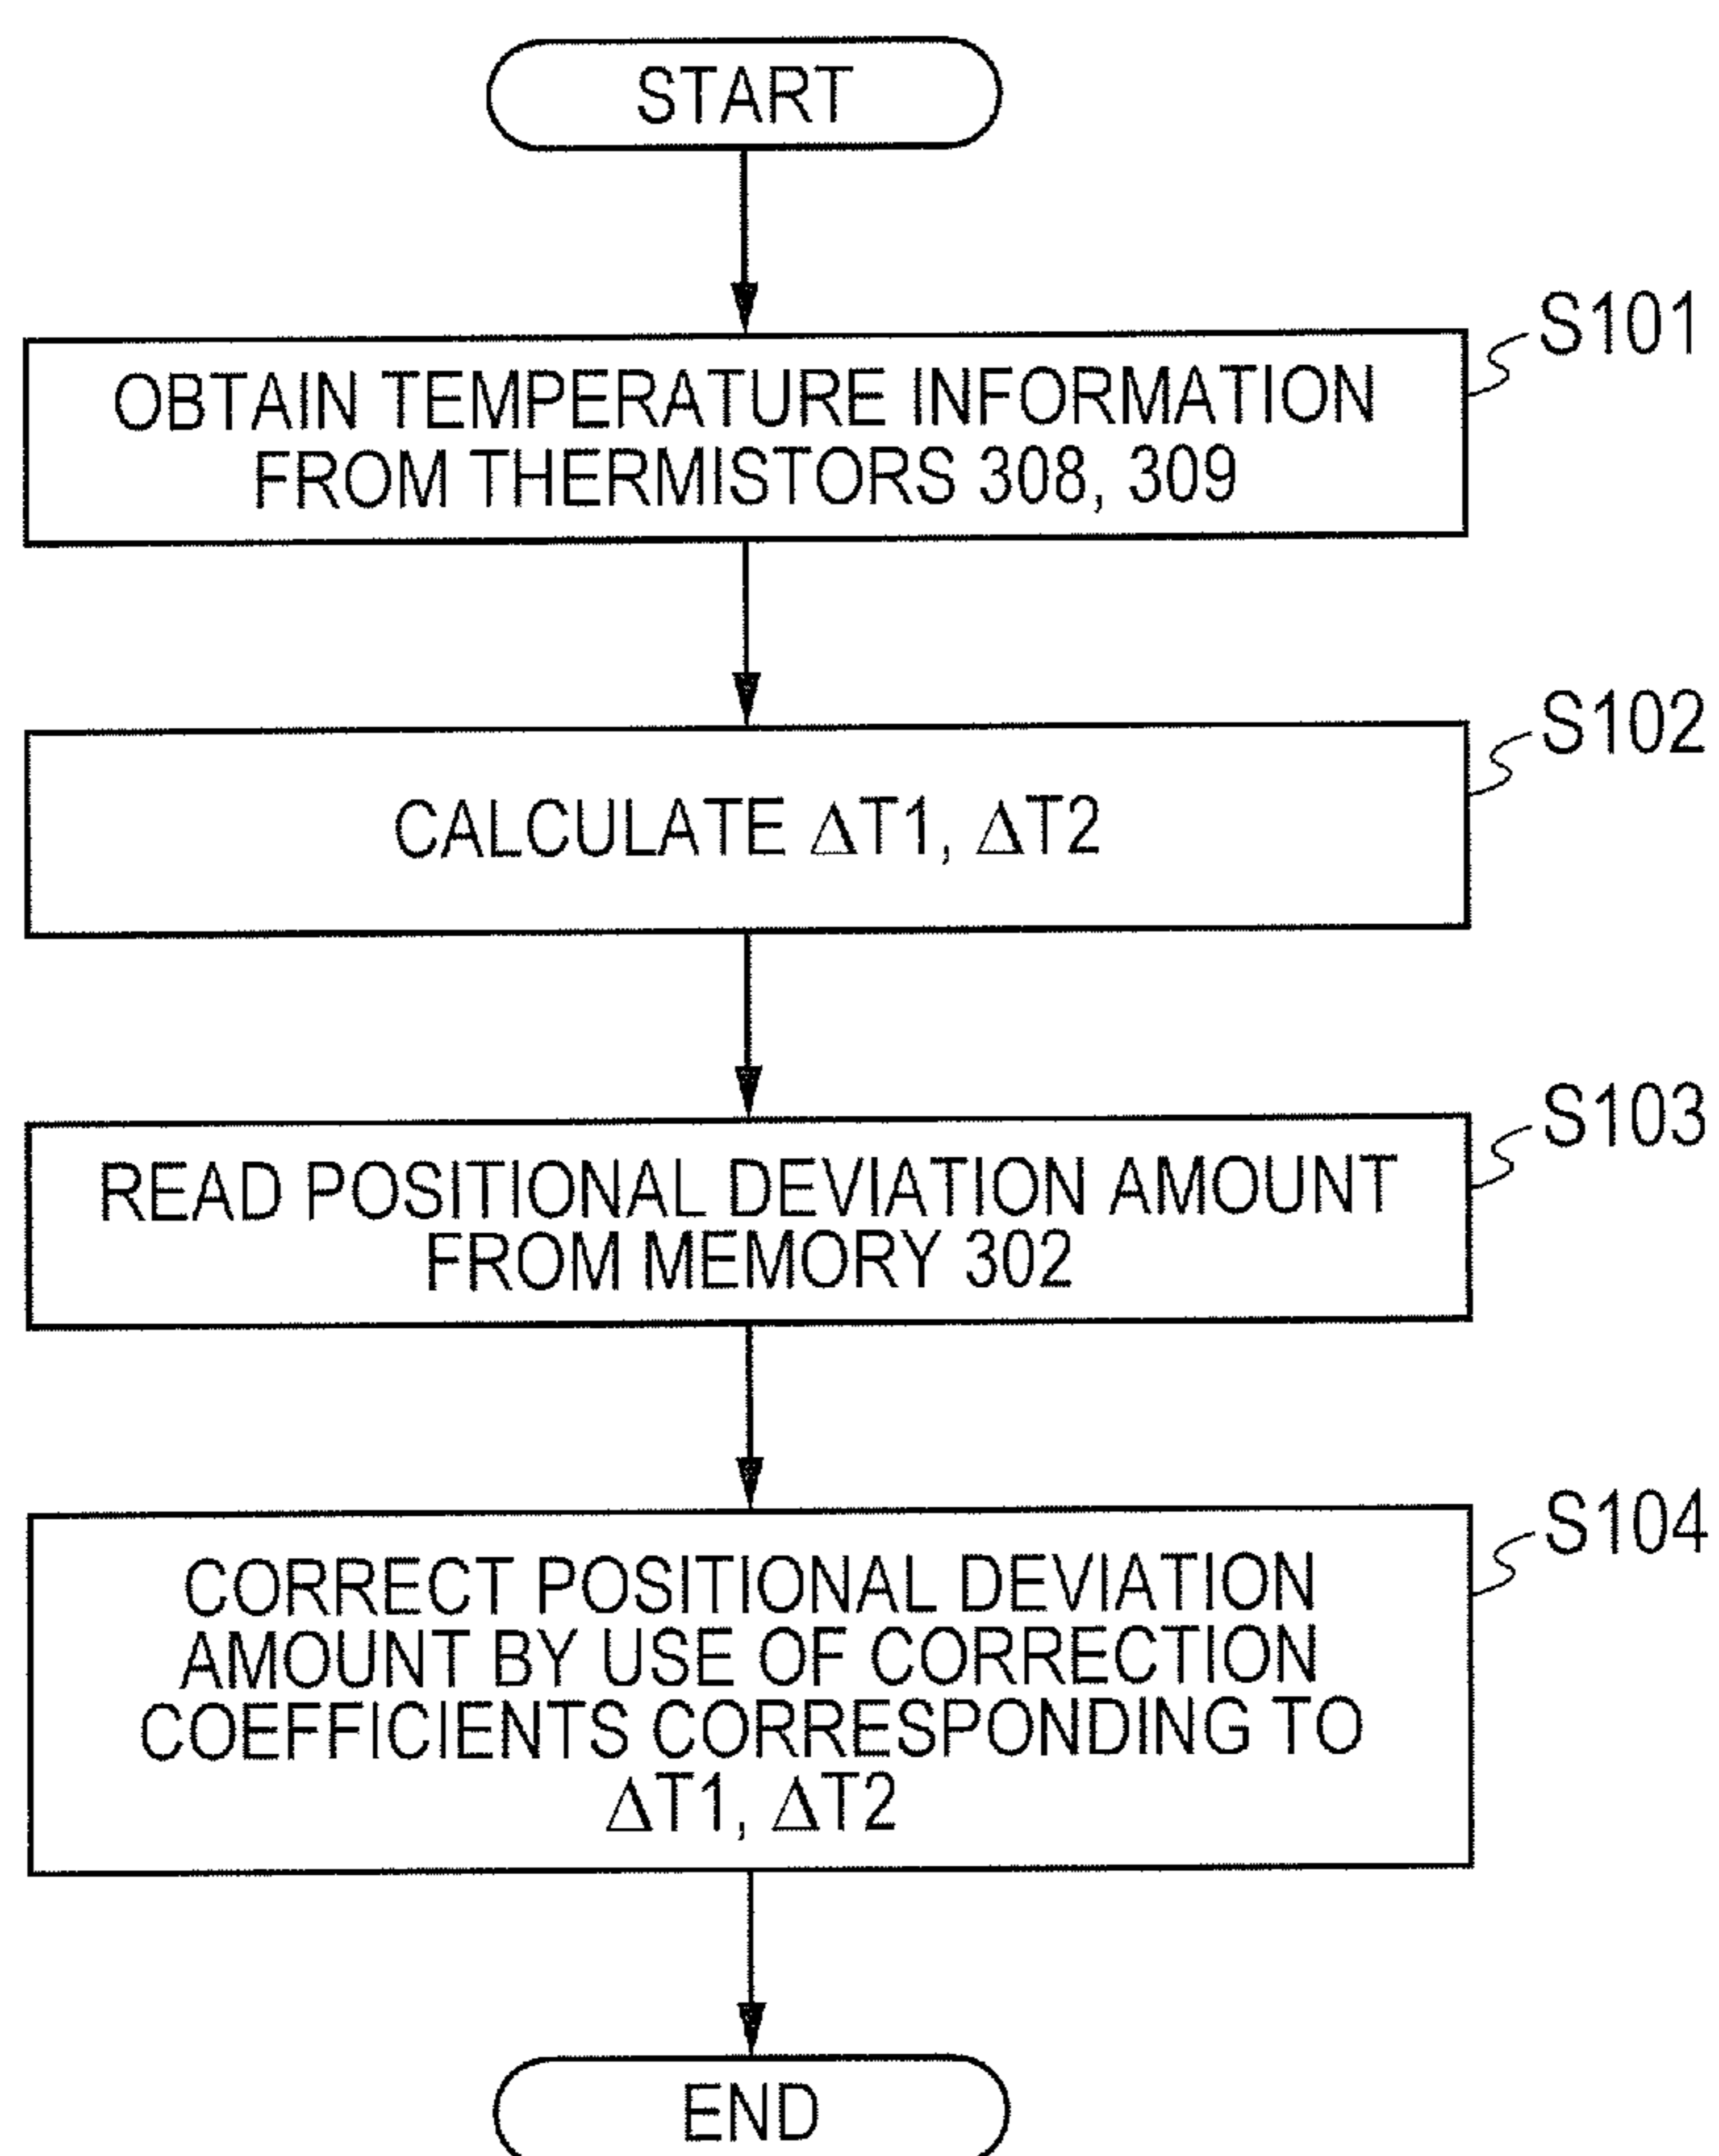 START
S101
OBTAIN TEMPERATURE INFORMATION
FROM THERMISTORS 308, 309
S102
CALCULATE ΔT1, ΔT2
S103
READ POSITIONAL DEVIATION AMOUNT
FROM MEMORY 302
S104
CORRECT POSITIONAL DEVIATION
AMOUNT BY USE OF CORRECTION
COEFFICIENTS CORRESPONDING TO
ΔT1, ΔT2
END